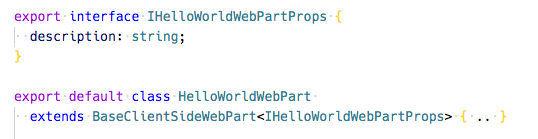 export interface IHelloWorldWebPartProps {
  description: string;
}

export default class HelloWorldWebPart
  extends BaseClientSideWebPart<IHelloWorldWebPartProps> { .. }